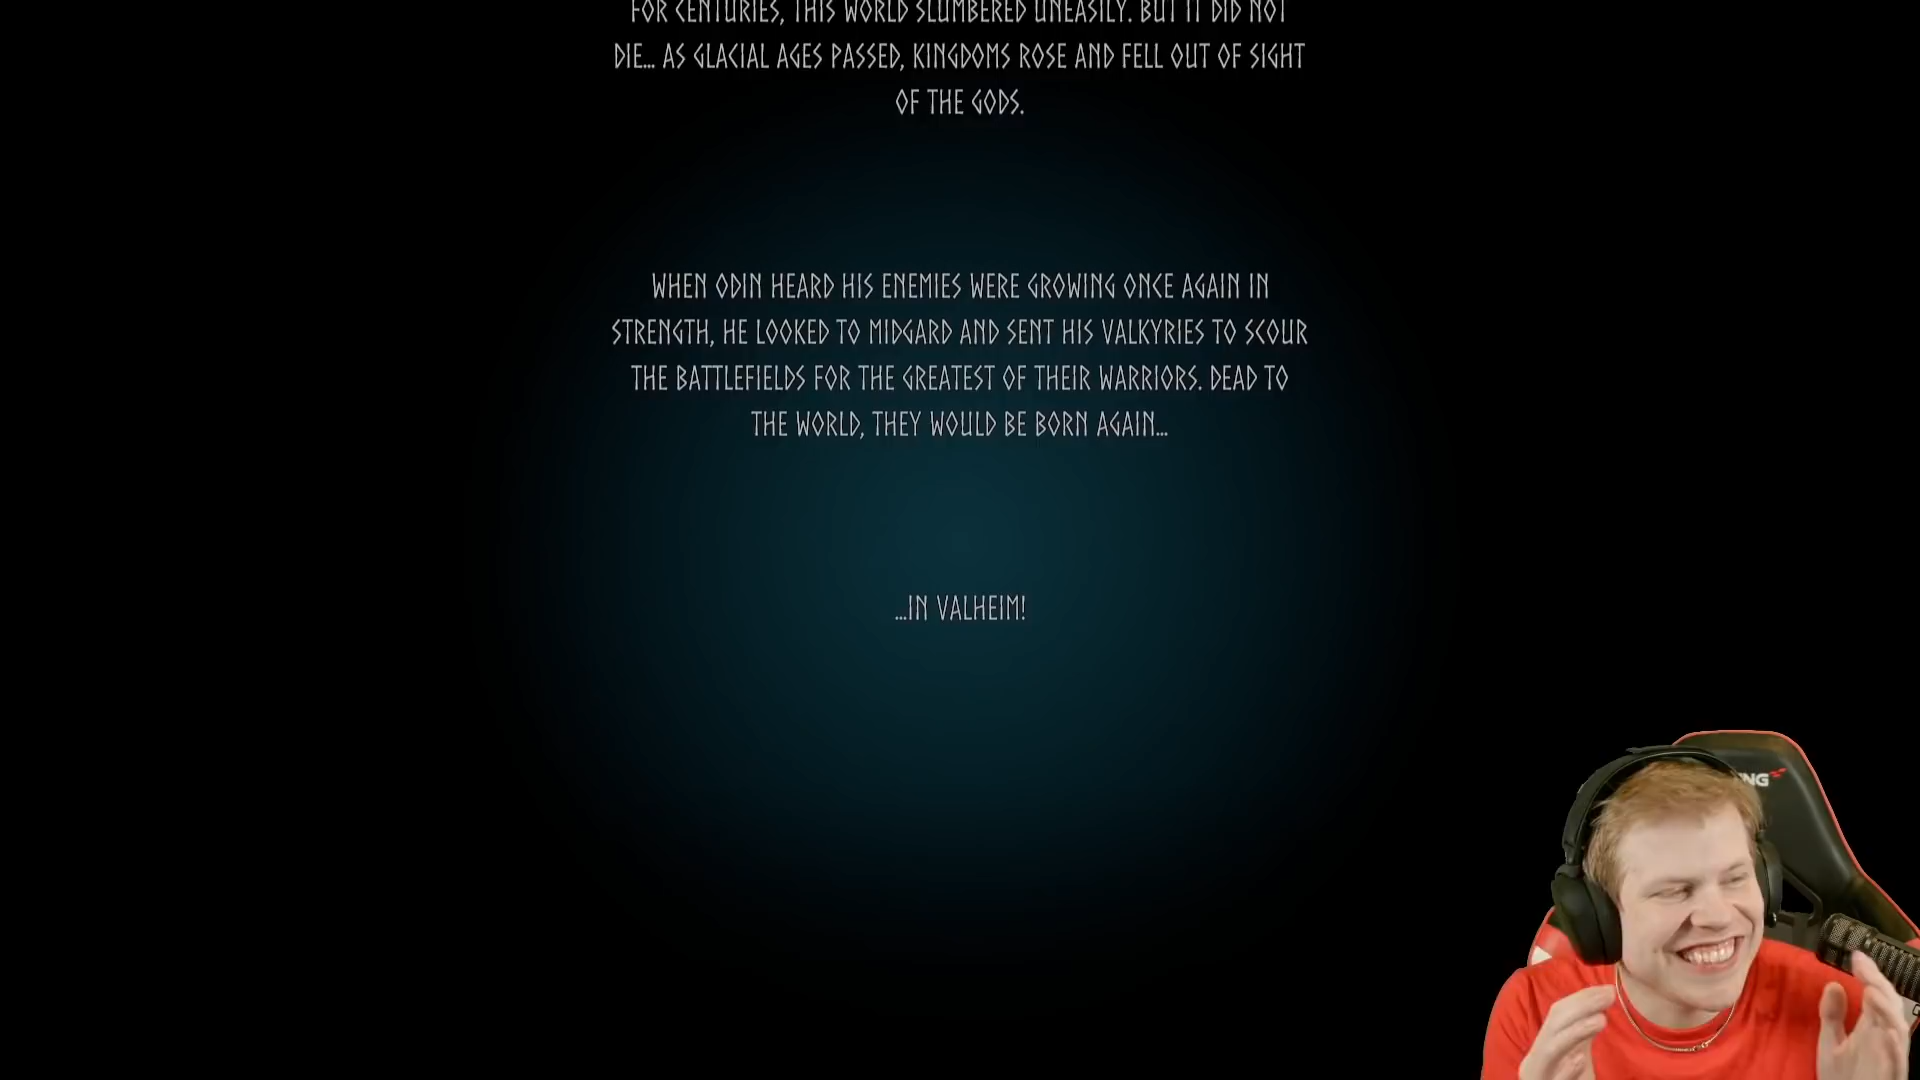 FOR CENTURIES, THIS WORLD SLUMBERED UNEASILY. BUT IT DID NOT
DIE... AS GLACIAL AGES PASSED, KINGDOMS ROSE AND FELL OUT OF SIGHT
OF THE GODS.
WHEN ODIN HEARD HIS ENEMIES WERE GROWING ONCE AGAIN IN
STRENGTH, HE LOOKED TO MIDGARD AND SENT HIS VALKYRIES TO SCOUR
THE BATTLEFIELDS FOR THE GREATEST OF THEIR WARRIORS. DEAD TO
THE WORLD, THEY WOULD BE BORN AGAIN...
...IN VALHEIM!